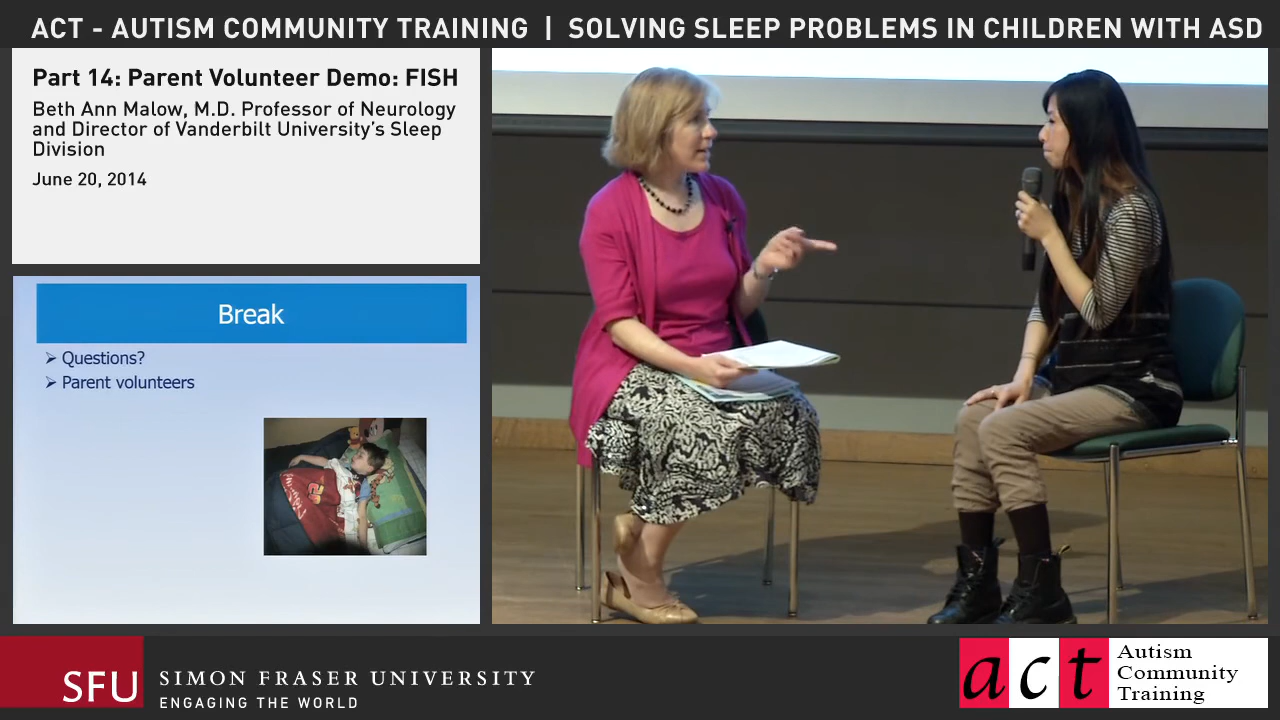 ACT - AUTISM COMMUNITY TRAINING | SOLVING SLEEP PROBLEMS IN CHILDREN WITH ASD
Part 14: Parent Volunteer Demo: FISH
Beth Ann Malow, M.D. Professor of Neurology
and Director of Vanderbilt University's Sleep
Division
June 20, 2014
Break
➢ Questions?
➢ Parent volunteers
SFU
SIMON FRASER UNIVERSITY
ENGAGING THE WORLD
act
Autism
Community
Training